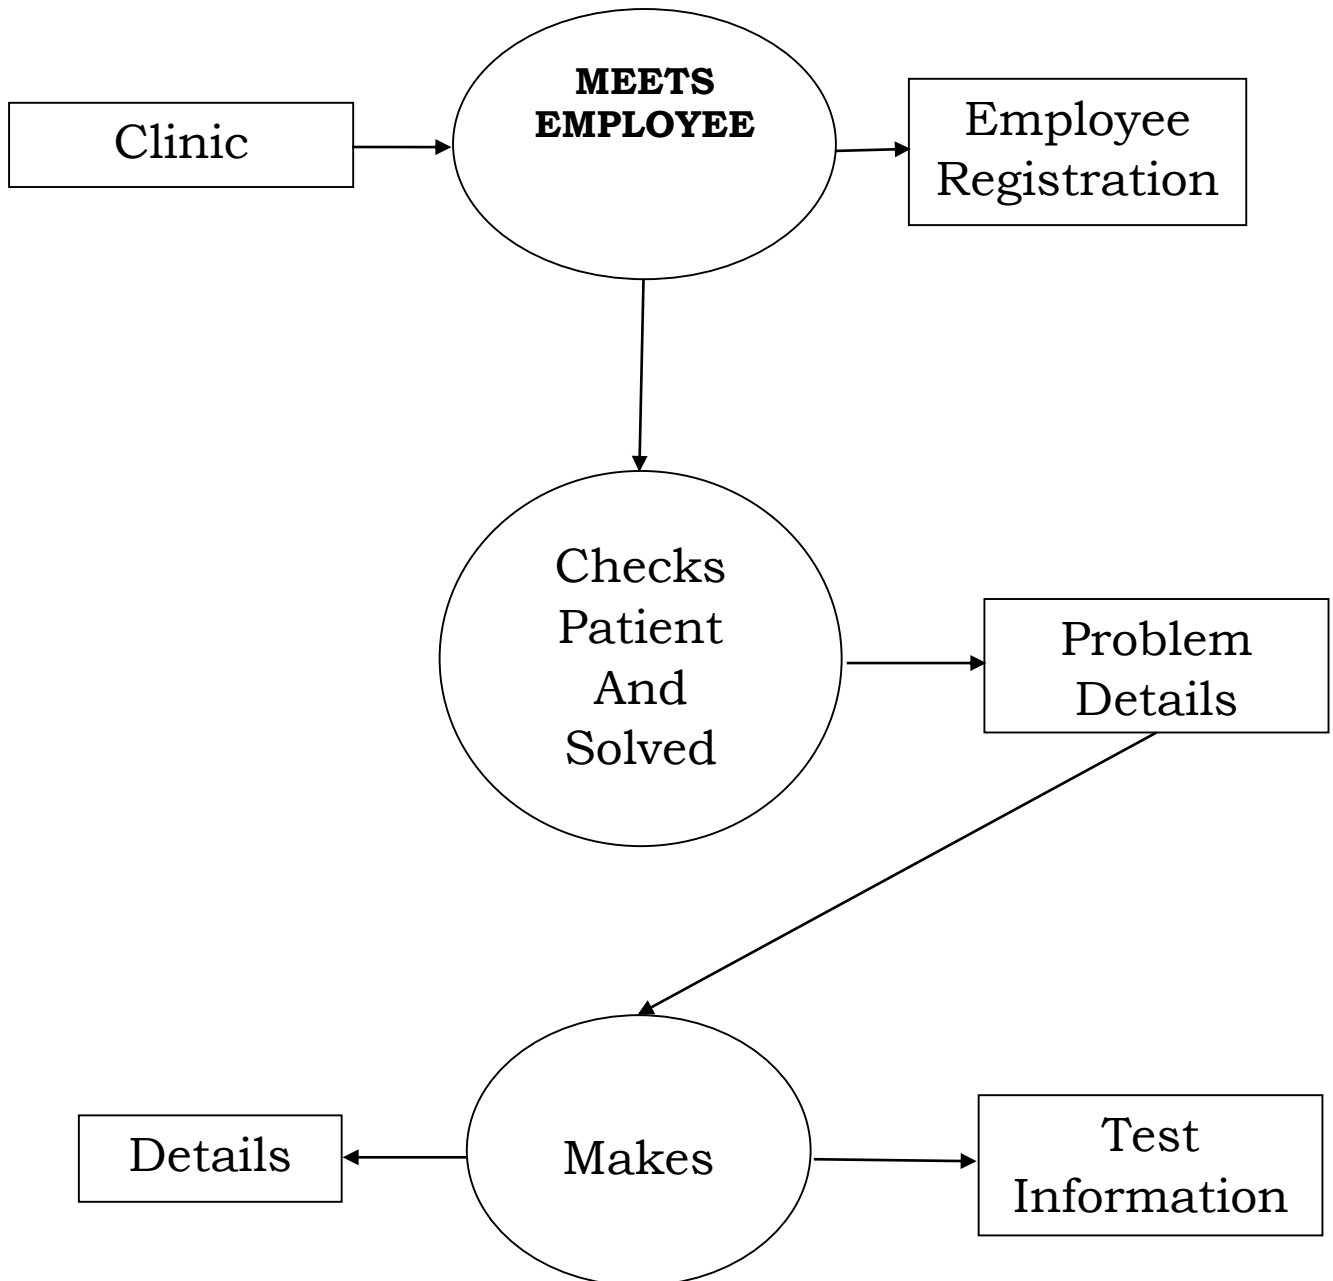 MEETS
EMPLOYEE
Clinic
Employee
Registration
Checks
Patient
And
Solved
Problem
Details
Details
Makes
Test
Information